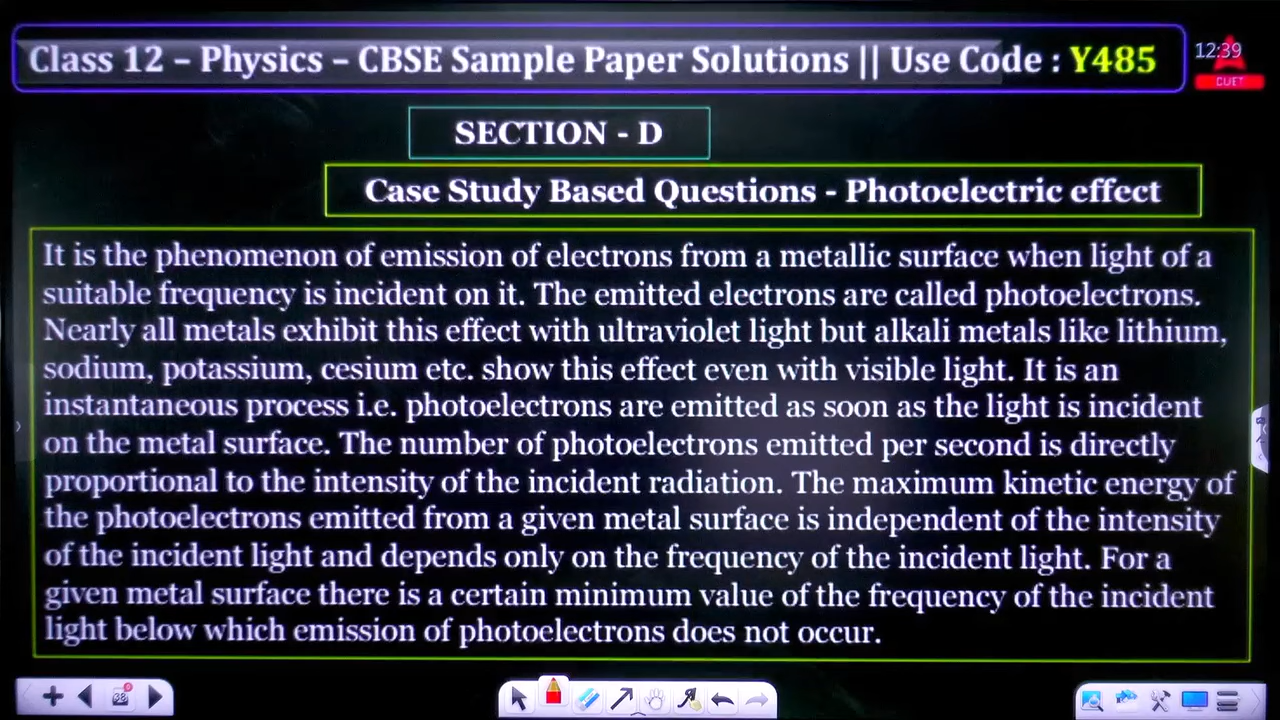 Class 12 – Physics – CBSE Sample Paper Solutions || Use Code : Y485
12:39
CUET
SECTION - D
Case Study Based Questions - Photoelectric effect
It is the phenomenon of emission of electrons from a metallic surface when light of a
suitable frequency is incident on it. The emitted electrons are called photoelectrons.
Nearly all metals exhibit this effect with ultraviolet light but alkali metals like lithium,
sodium, potassium, cesium etc. show this effect even with visible light. It is an
instantaneous process i.e. photoelectrons are emitted as soon as the light is incident
on the metal surface. The number of photoelectrons emitted per second is directly
proportional to the intensity of the incident radiation. The maximum kinetic energy of
the photoelectrons emitted from a given metal surface is independent of the intensity
of the incident light and depends only on the frequency of the incident light. For a
given metal surface there is a certain minimum value of the frequency of the incident
light below which emission of photoelectrons does not occur.